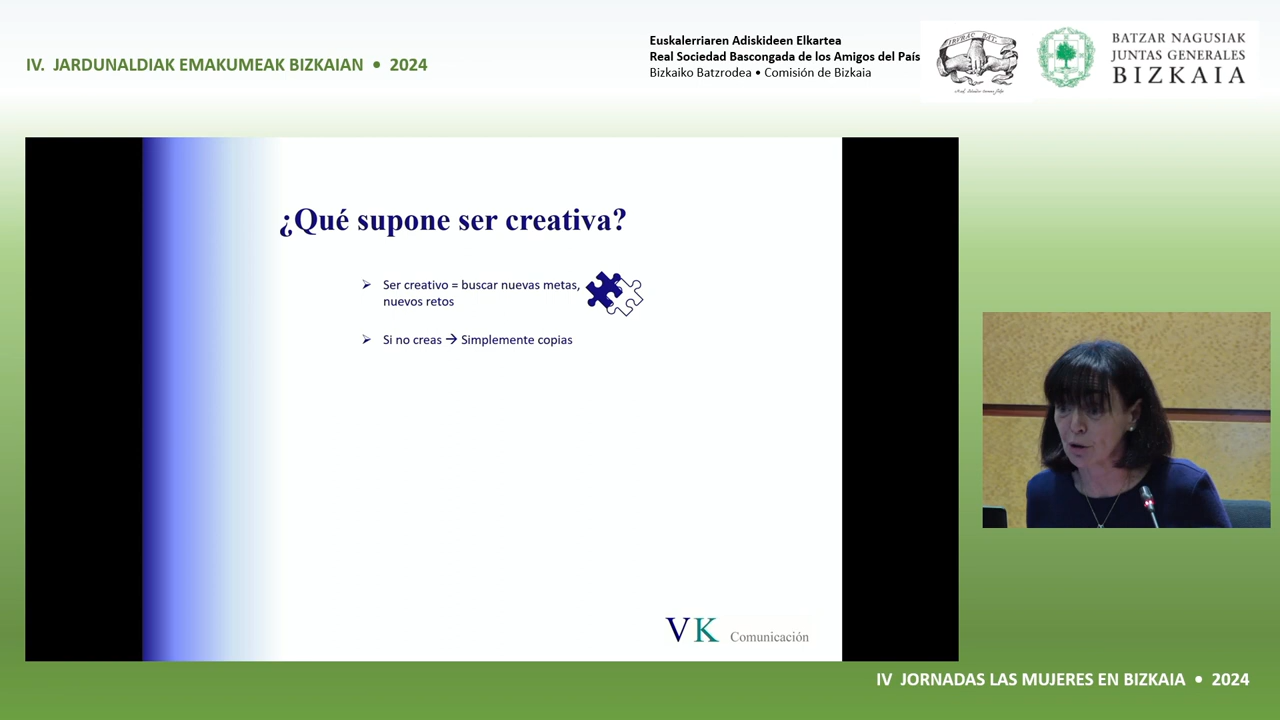 IV. JARDUNALDIAK EMAKUMEAK BIZKAIAN • 2024
Euskalerriaren Adiskideen Elkartea
Real Sociedad Bascongada de los Amigos del País
Bizkaiko Batzrodea • Comisión de Bizkaia
BATZAR NAGUSIAK
JUNTAS GENERALES
BIZKAIA
¿Qué supone ser creativa?
➢ Ser creativo = buscar nuevas metas,
nuevos retos
➢ Si no creas → Simplemente copias
VK Comunicación
IV JORNADAS LAS MUJERES EN BIZKAIA • 2024